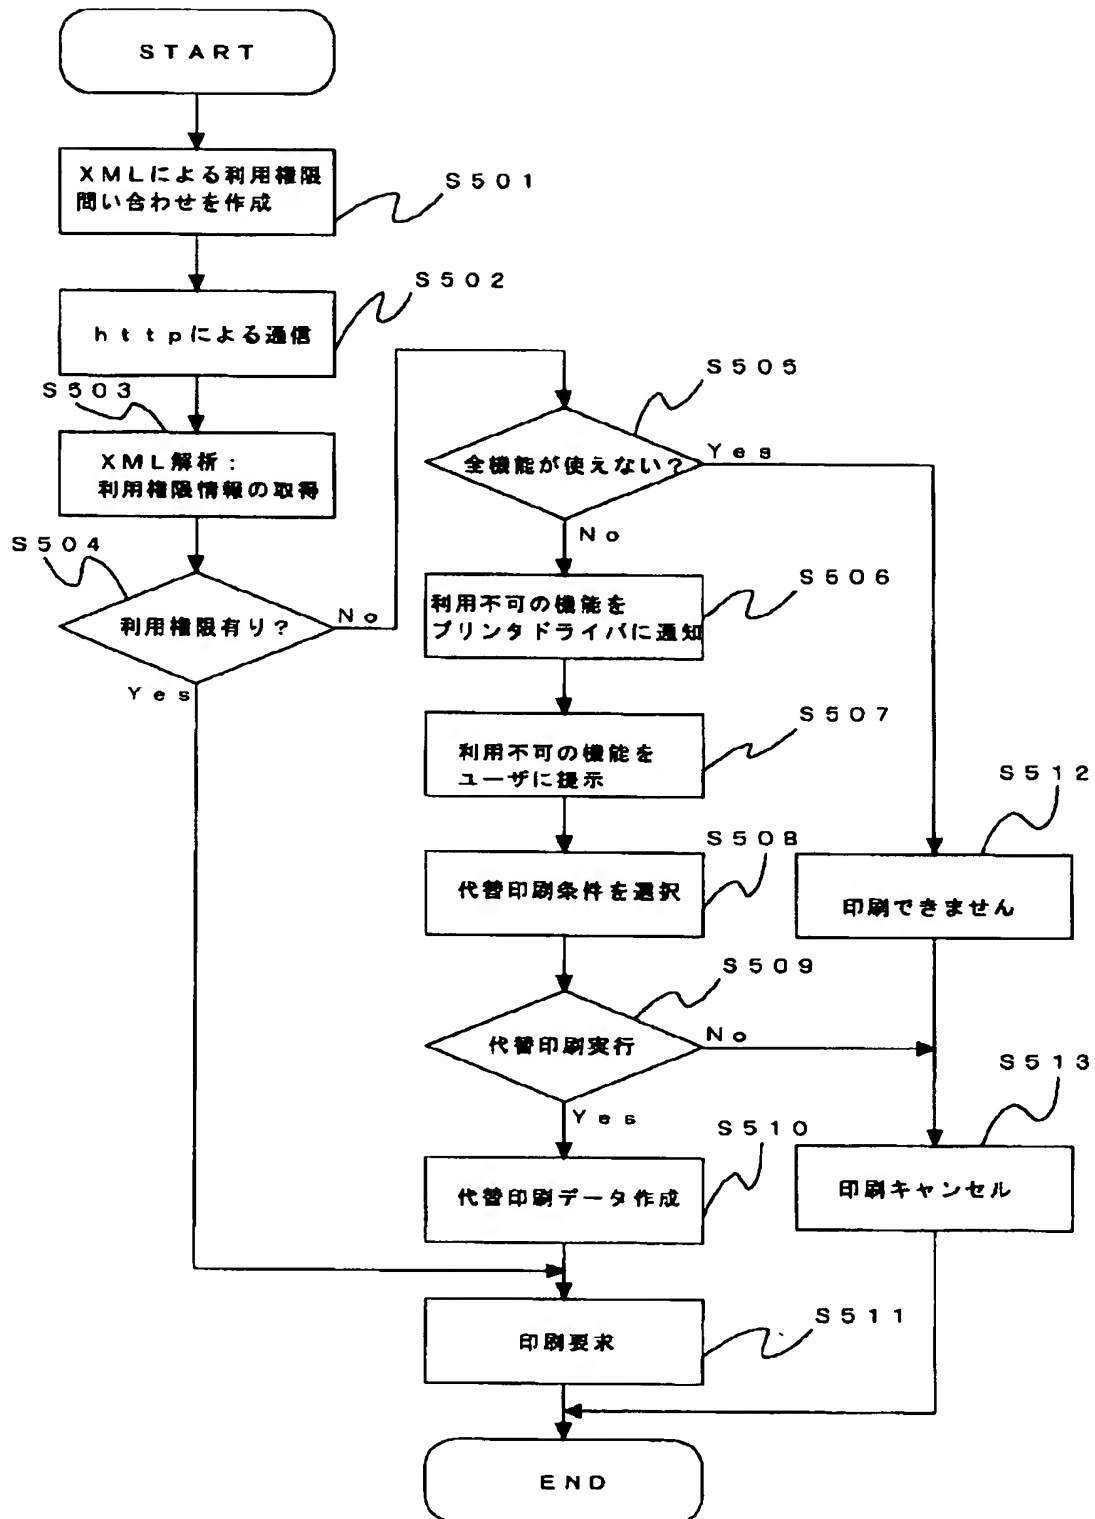 START
XMLによる利用権限
問い合わせを作成
S501
S502
httpによる通信
S503
XML解析:
利用権限情報の取得
S504
利用権限有り?
No
Yes
S505
全機能が使えない?
Yes
No
S506
利用不可の機能を
プリンタドライバに通知
S507
利用不可の機能を
ユーザに提示
S508
代替印刷条件を選択
S509
代替印刷実行
No
Yes
S510
代替印刷データ作成
S511
印刷要求
S512
印刷できません
S513
印刷キャンセル
END